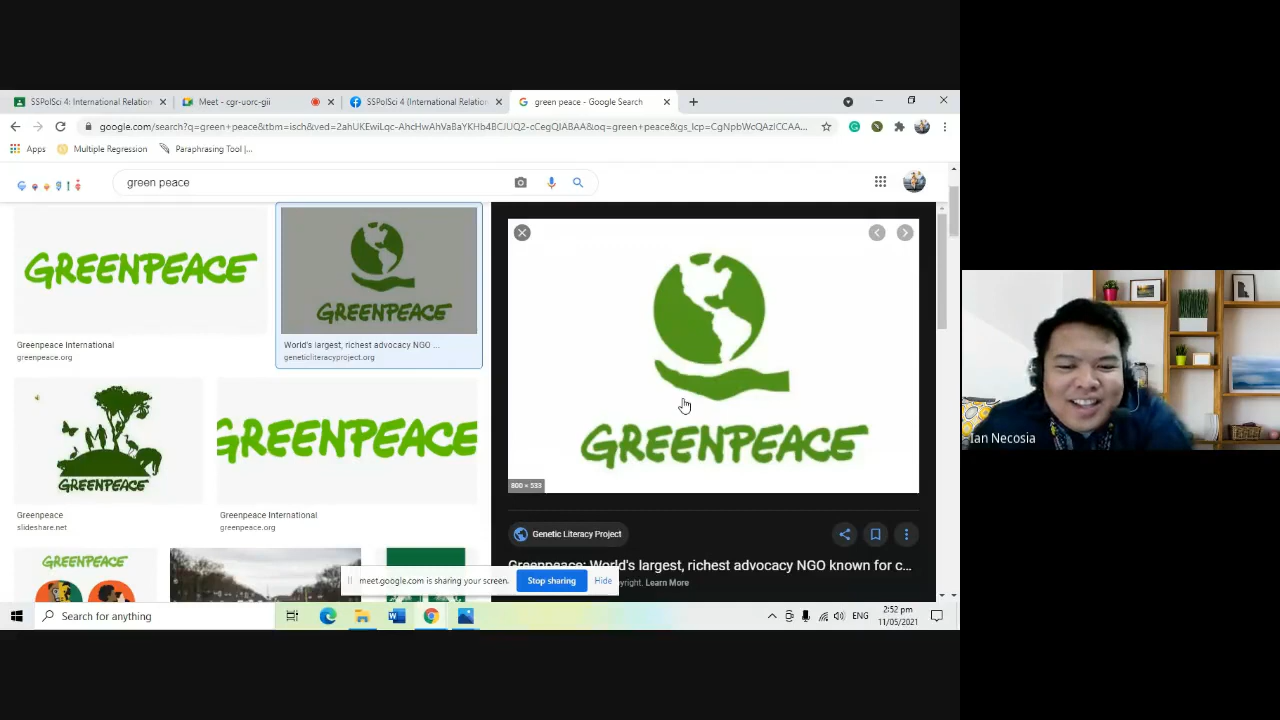 SSPolSci 4: International Relation
Meet - cgr-uorc-gii
SSPolSci 4 (International Relation
green peace - Google Search
google.com/search?q=green+peace&tbm=isch&ved=2ahUKEwiLqc-AhcHwAhVaBaYKHb4BCJUQ2-cCegQIABAA&oq=green+peace&gs_lcp=CgNpbWcQAzICCAA...
Apps
Multiple Regression
Paraphrasing Tool |...
green peace
GREENPEACE
Greenpeace International
greenpeace.org
GREENPEACE
World's largest, richest advocacy NGO ...
geneticliteracyproject.org
GREENPEACE
Greenpeace
slideshare.net
GREENPEACE
Greenpeace International
greenpeace.org
GREENPEACE
GREENPEACE
800 × 533
Genetic Literacy Project
Greenpeace: World's largest, richest advocacy NGO known for c...
Learn More
meet.google.com is sharing your screen.
Stop sharing
Hide
Search for anything
ENG
2:52 pm
11/05/2021
Ian Necosia